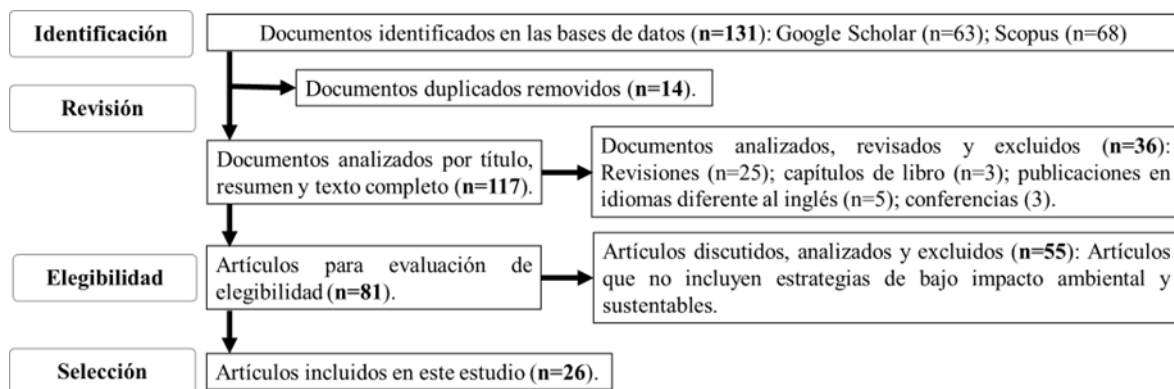 Identificación
Documentos identificados en las bases de datos (n=131): Google Scholar (n=63); Scopus (n=68)
Documentos duplicados removidos (n=14).
Revisión
Documentos analizados por título,
resumen y texto completo (n=117).
Documentos analizados, revisados y excluidos (n=36):
Revisiones (n=25); capítulos de libro (n=3); publicaciones en
idiomas diferente al inglés (n=5); conferencias (3).
Elegibilidad
Artículos para evaluación de
elegibilidad (n=81).
Artículos discutidos, analizados y excluidos (n=55): Artículos
que no incluyen estrategias de bajo impacto ambiental y
sustentables.
Selección
Artículos incluidos en este estudio (n=26).